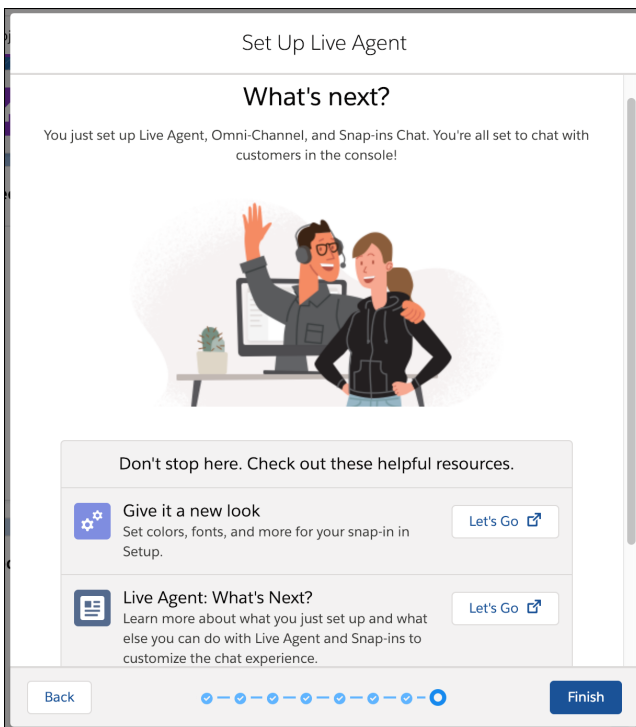 Set Up Live Agent
What's next?
You just set up Live Agent, Omni-Channel, and Snap-ins Chat. You're all set to chat with
customers in the console!
Don't stop here. Check out these helpful resources.
Give it a new look
Set colors, fonts, and more for your snap-in in
Setup.
Let's Go
Live Agent: What's Next?
Learn more about what you just set up and what
else you can do with Live Agent and Snap-ins to
customize the chat experience.
Let's Go
Back
Finish